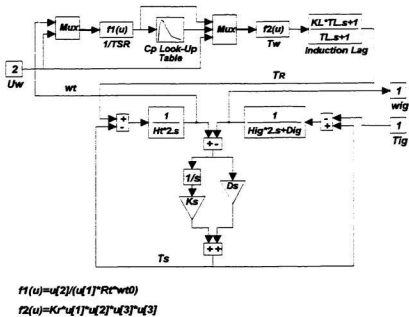 Mux
f1(u)
1/TSR
Cp Look-Up
Table
Mux
f2(u)
Tw
KL*TL.s+1
TL.s+1
Induction Lag
2
Uw
wt
TR
1
wig
1
Tig
+
-
1
Ht*2.s
+ -
1
Hig*2.s+Dig
-
+
1/s
Ks
Ds
+ +
Ts
f1(u)=u[2]/(u[1]*Rt*wt0)
f2(u)=Kr*u[1]*u[2]*u[3]*u[3]